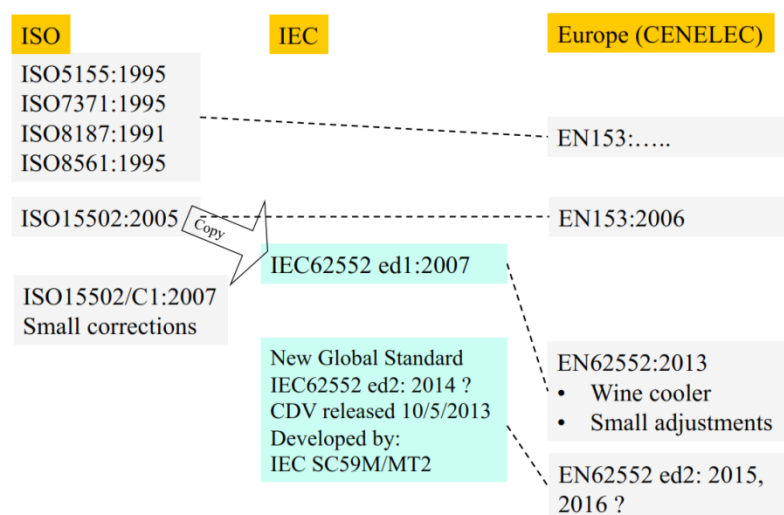 ISO
IEC
Europe (CENELEC)
ISO5155:1995
ISO7371:1995
ISO8187:1991
ISO8561:1995
EN153:.....
ISO15502:2005
Copy
EN153:2006
IEC62552 ed1:2007
ISO15502/C1:2007
Small corrections
New Global Standard
IEC62552 ed2: 2014 ?
CDV released 10/5/2013
Developed by:
IEC SC59M/MT2
EN62552:2013
• Wine cooler
• Small adjustments
EN62552 ed2: 2015,
2016 ?